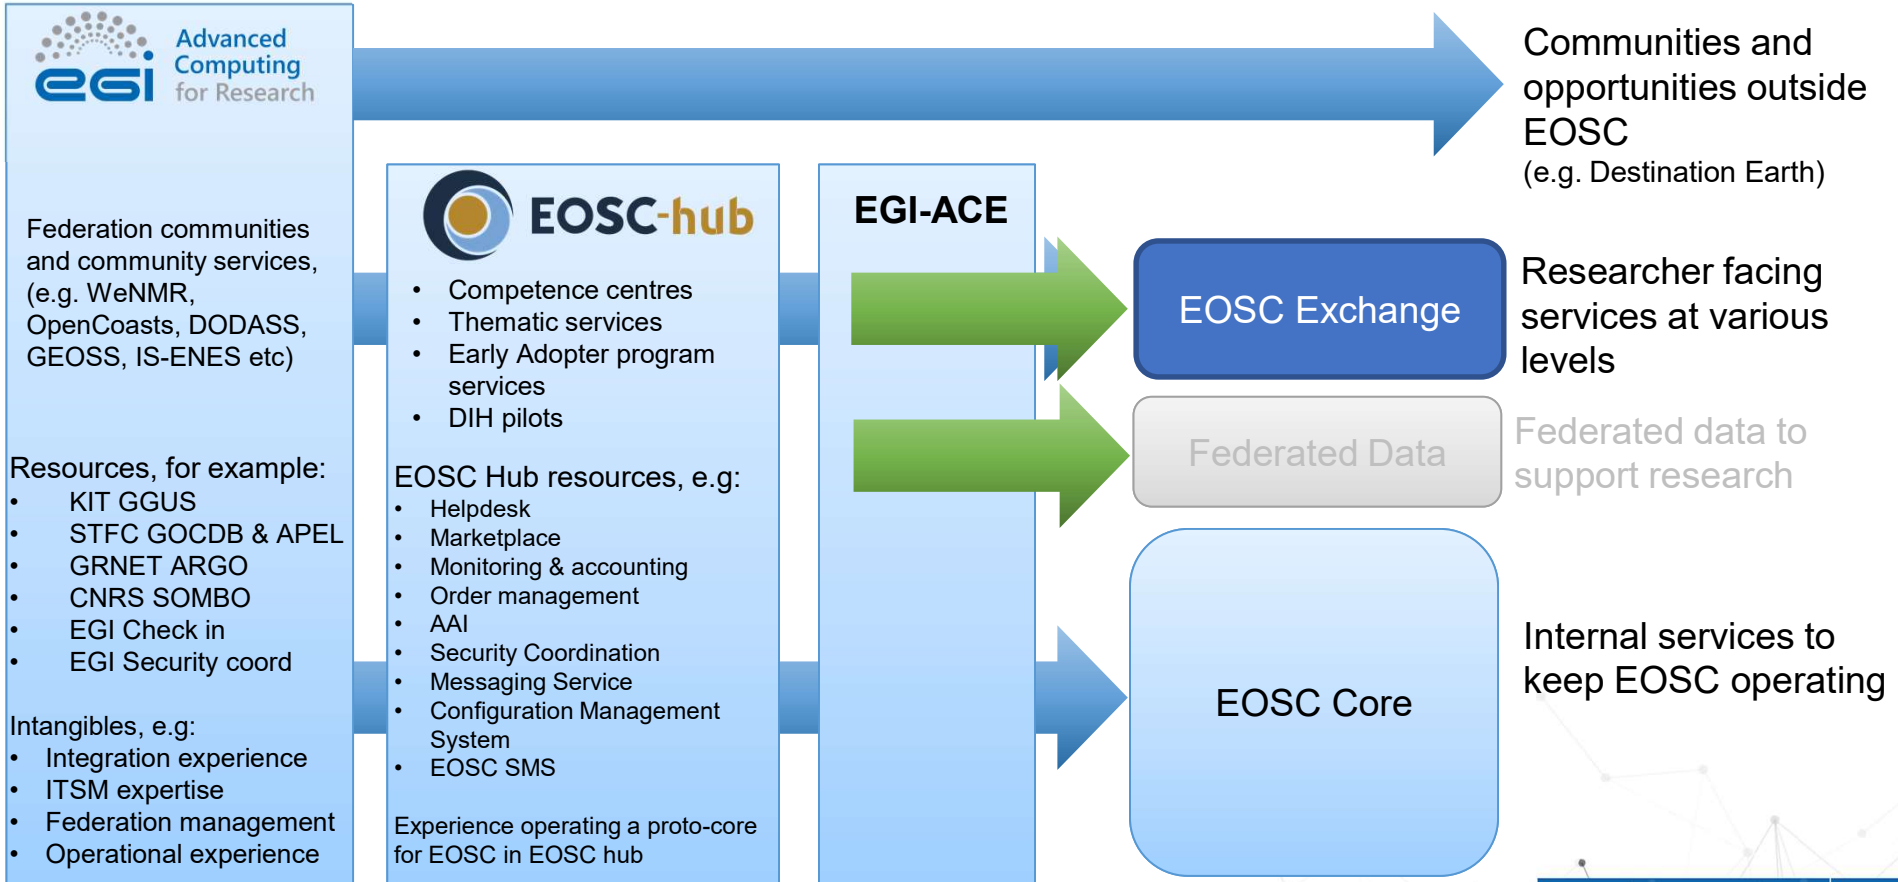 egi
Advanced
Computing
for Research
Federation communities
and community services,
(e.g. WeNMR,
OpenCoasts, DODASS,
GEOSS, IS-ENES etc)
Resources, for example:
• KIT GGUS
• STFC GOCDB & APEL
• GRNET ARGO
• CNRS SOMBO
• EGI Check in
• EGI Security coord
Intangibles, e.g:
• Integration experience
• ITSM expertise
• Federation management
• Operational experience
EOSC-hub
• Competence centres
• Thematic services
• Early Adopter program
services
• DIH pilots
EOSC Hub resources, e.g:
• Helpdesk
• Marketplace
• Monitoring & accounting
• Order management
• AAI
• Security Coordination
• Messaging Service
• Configuration Management
System
• EOSC SMS
Experience operating a proto-core
for EOSC in EOSC hub
EGI-ACE
Communities and
opportunities outside
EOSC
(e.g. Destination Earth)
EOSC Exchange
Researcher facing
services at various
levels
Federated Data
Federated data to
support research
EOSC Core
Internal services to
keep EOSC operating